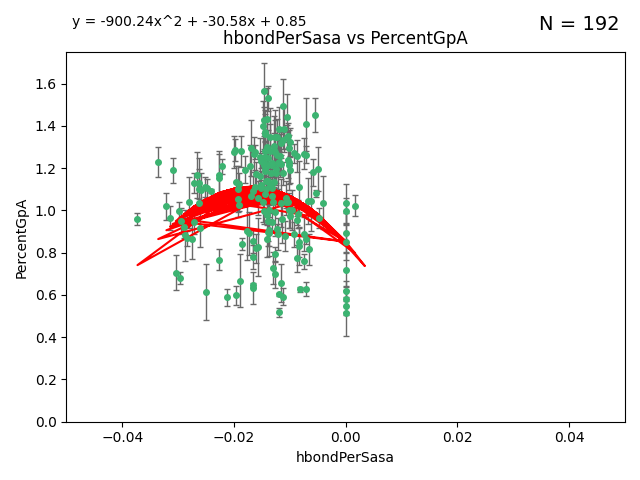 y = -900.24x^2 + -30.58x + 0.85
N = 192
hbondPerSasa vs PercentGpA
PercentGpA
1.6
1.4
1.2
1.0
0.8
0.6
0.4
0.2
0.0
−0.04 −0.02 0.00 0.02 0.04
hbondPerSasa